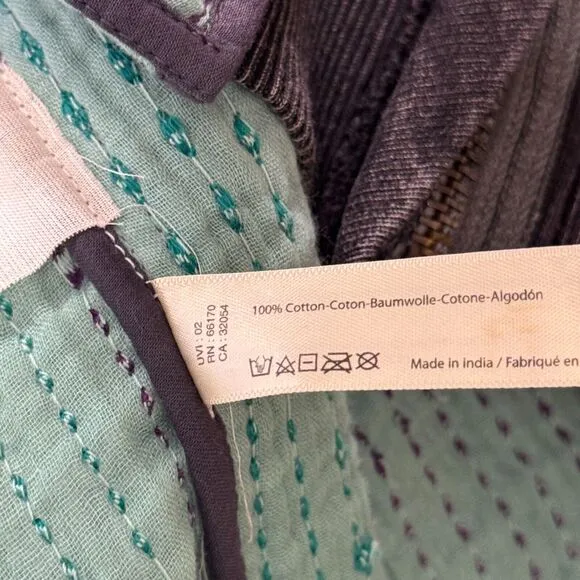 100% Cotton-Coton-Baumwolle-Cotone-Algodón
UVI : 02
RN : 66170
CA : 32054
Made in india / Fabriqué en